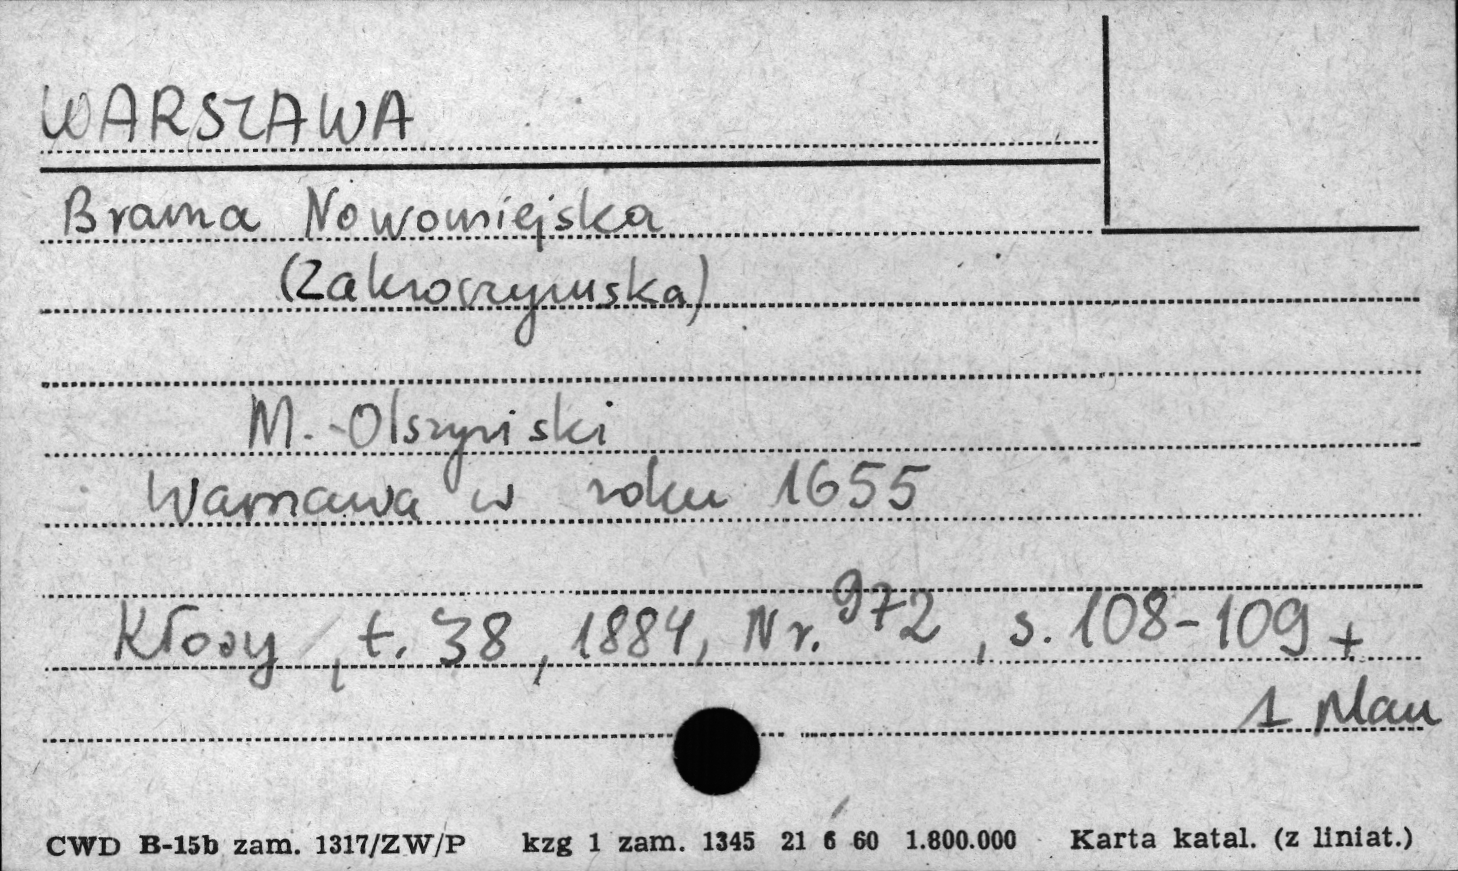 WARSZAWA
Brama Nowomiejska
(Zakroczymska)
M. Olszyński
Warszawa w roku 1655
Kłosy, t. 38, 1884, Nr. 972, s. 108-109 +
1 plan
CWD B-15b zam. 1317/ZW/P kzg 1 zam. 1345 21 6 60 1.800.000 Karta katal. (z liniat.)